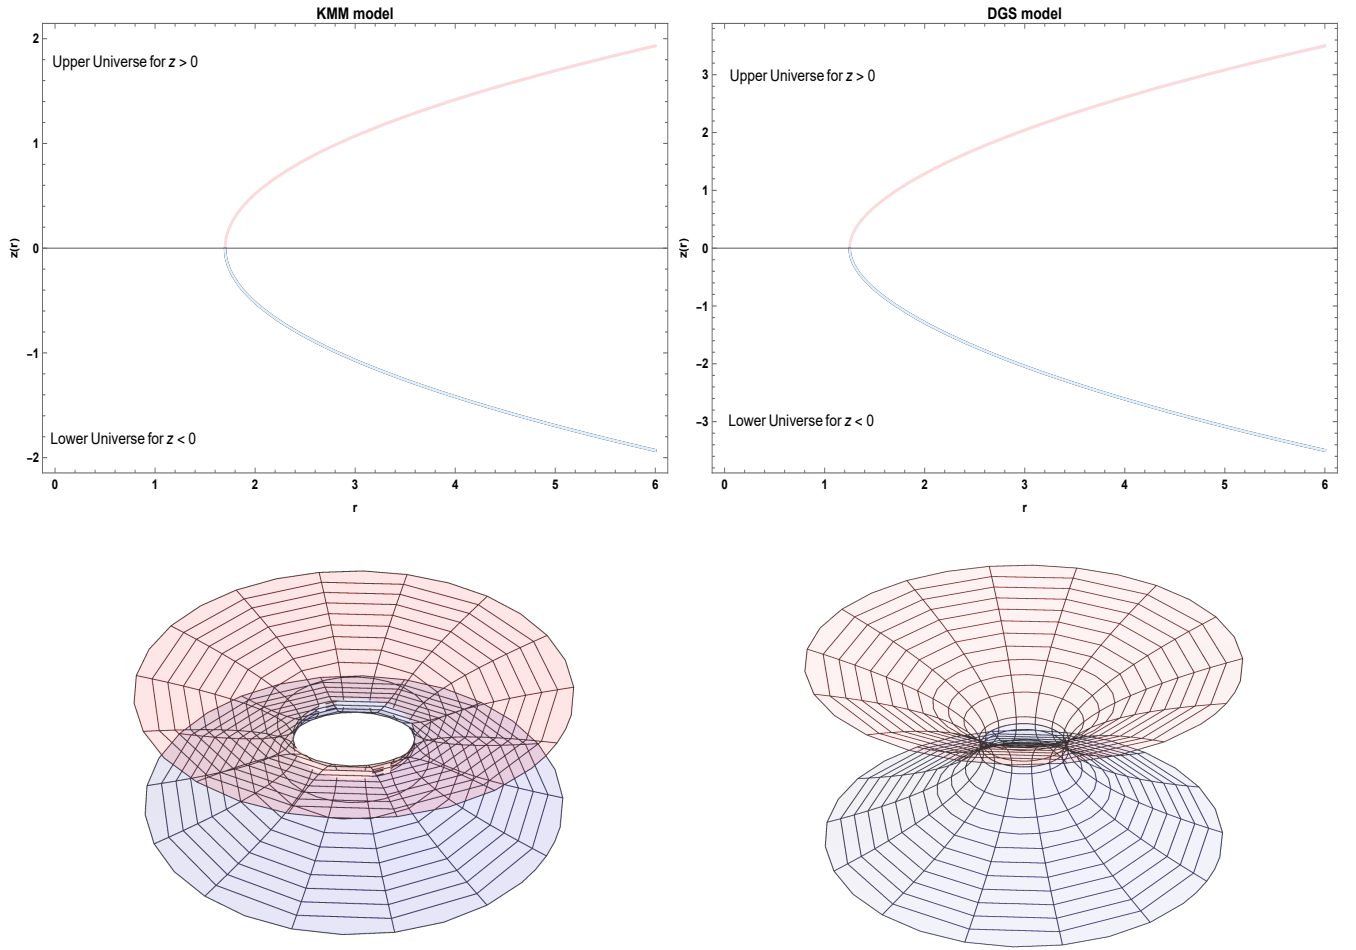 KMM model
2
1
0
−1
−2
z(r)
Upper Universe for z > 0
Lower Universe for z < 0
0 1 2 3 4 5 6
r
DGS model
3
2
1
0
−1
−2
−3
z(r)
Upper Universe for z > 0
Lower Universe for z < 0
0 1 2 3 4 5 6
r